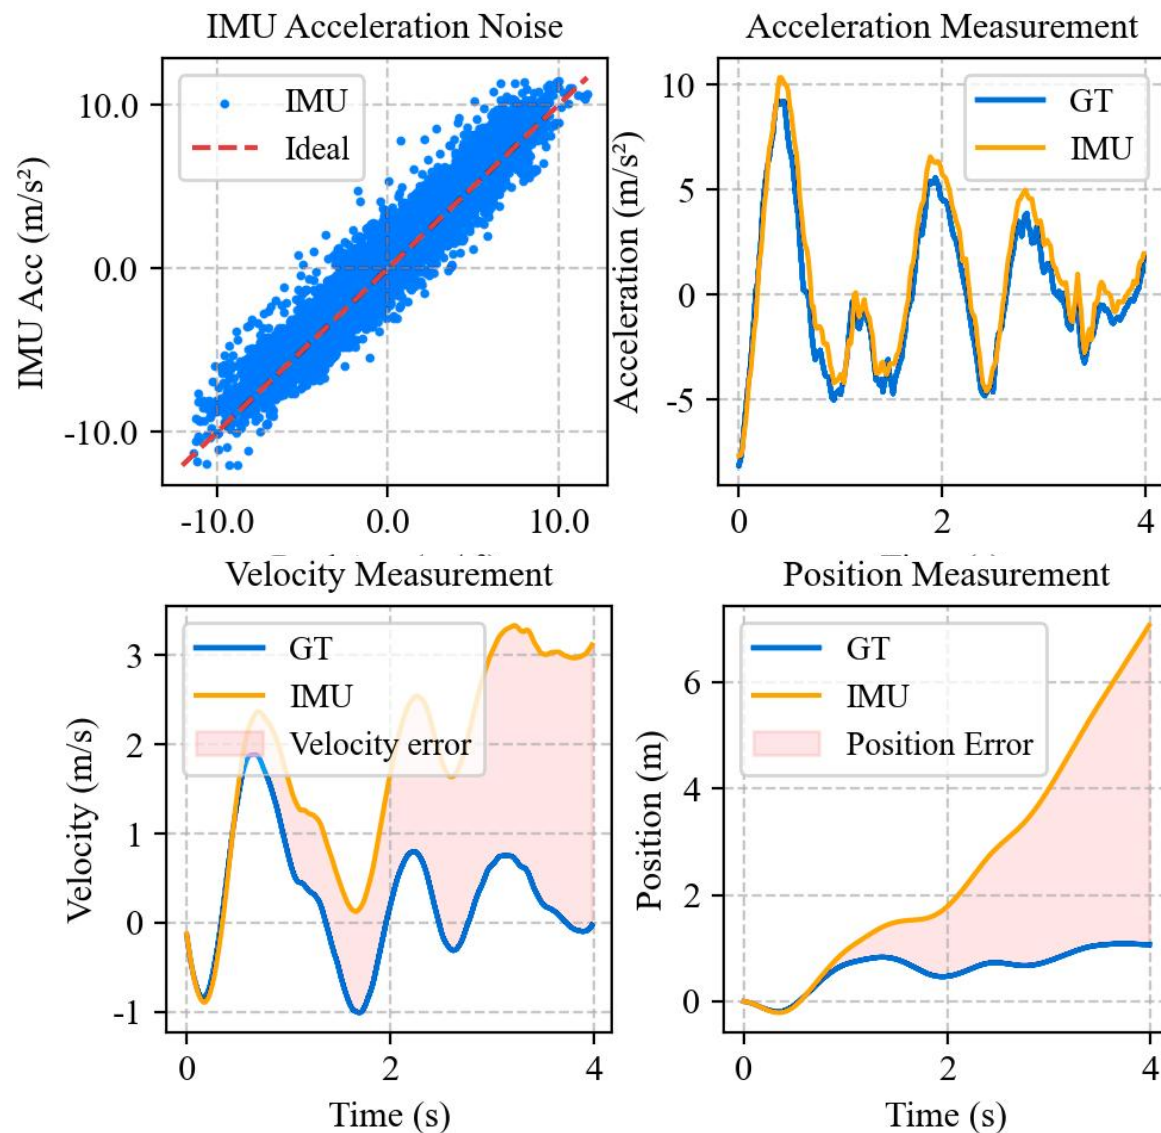 IMU Acceleration Noise
IMU Acc (m/s²)
10.0
0.0
-10.0
IMU
Ideal
-10.0
0.0
10.0
Acceleration Measurement
Acceleration (m/s²)
10
5
0
-5
GT
IMU
0
2
4
Velocity Measurement
Velocity (m/s)
3
2
1
0
-1
GT
IMU
Velocity error
0
2
4
Time (s)
Position Measurement
Position (m)
6
4
2
0
GT
IMU
Position Error
0
2
4
Time (s)